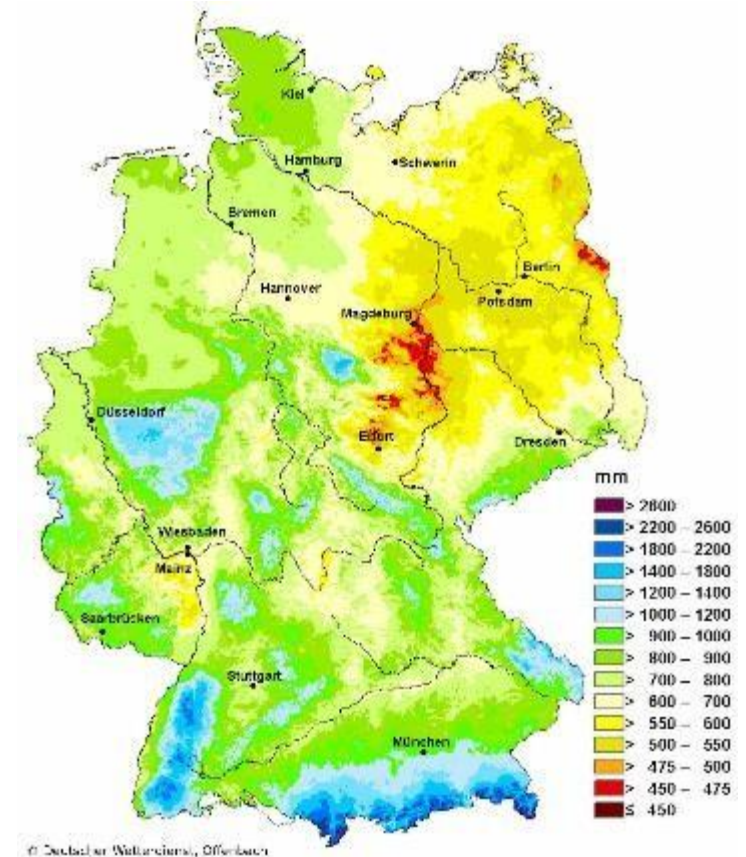 Kiel
Hamburg
Schwerin
Bremen
Berlin
Hannover
Potsdam
Magdeburg
Düsseldorf
Erfurt
Dresden
Wiesbaden
Mainz
Saarbrücken
Stuttgart
München
mm
> 2600
> 2200 – 2600
> 1800 – 2200
> 1400 – 1800
> 1200 – 1400
> 1000 – 1200
> 900 – 1000
> 800 – 900
> 700 – 800
> 600 – 700
> 550 – 600
> 500 – 550
> 475 – 500
> 450 – 475
≤ 450
© Deutscher Wetterdienst, Offenbach